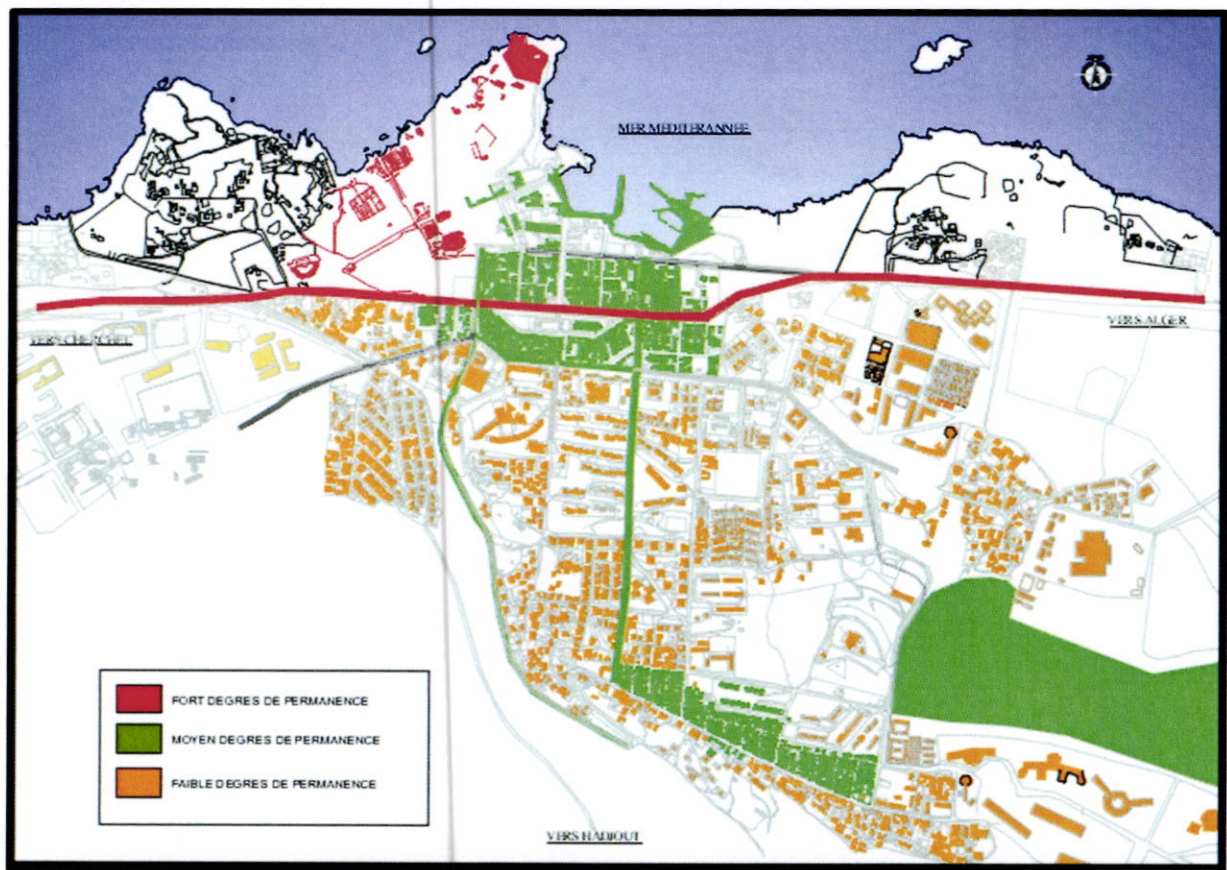 MER MEDITERANNEE
VERS CHERCHEL
VERS ALGER
FORT DEGRES DE PERMANENCE
MOYEN DEGRES DE PERMANENCE
FAIBLE DEGRES DE PERMANENCE
VERS HADJOUT